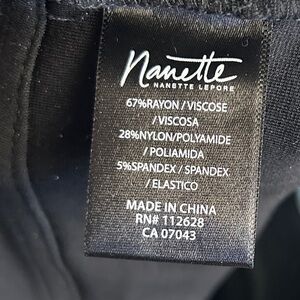 Nanette
NANETTE LEPORE
67%RAYON/VISCOSE
/VISCOSA
28%NYLON/POLYAMIDE
/POLIAMIDA
5%SPANDEX/SPANDEX
/ELASTICO
MADE IN CHINA
RN# 112628
CA 07043